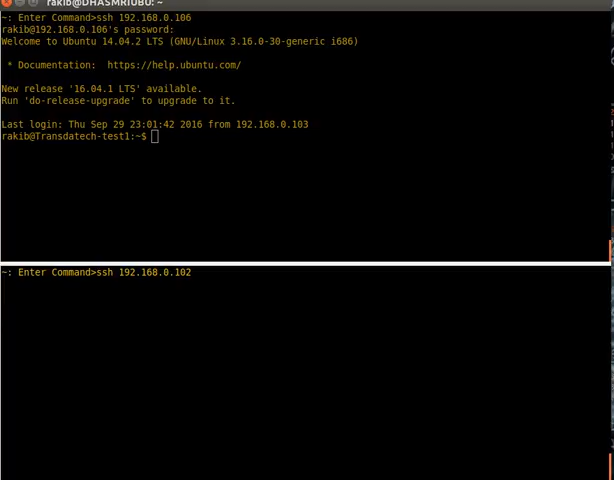 rakib@DHASMRIUBU: ~
~: Enter Command>ssh 192.168.0.106
rakib@192.168.0.106's password:
Welcome to Ubuntu 14.04.2 LTS (GNU/Linux 3.16.0-30-generic i686)
* Documentation:  https://help.ubuntu.com/
New release '16.04.1 LTS' available.
Run 'do-release-upgrade' to upgrade to it.
Last login: Thu Sep 29 23:01:42 2016 from 192.168.0.103
rakib@Transdatech-test1:~$
~: Enter Command>ssh 192.168.0.102